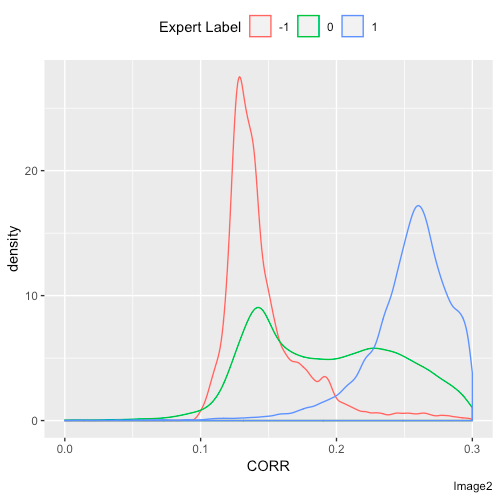 Expert Label -1 0 1
density
20
10
0
0.0 0.1 0.2 0.3
CORR
Image2